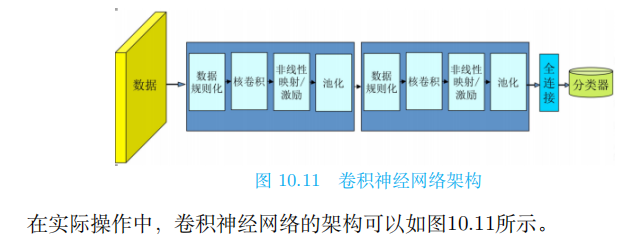 数据
数据
规则化
核卷积
非线性
映射/
激励
池化
数据
规则化
核卷积
非线性
映射/
激励
池化
全
连
接
分类器
图 10.11 卷积神经网络架构
在实际操作中，卷积神经网络的架构可以如图10.11所示。